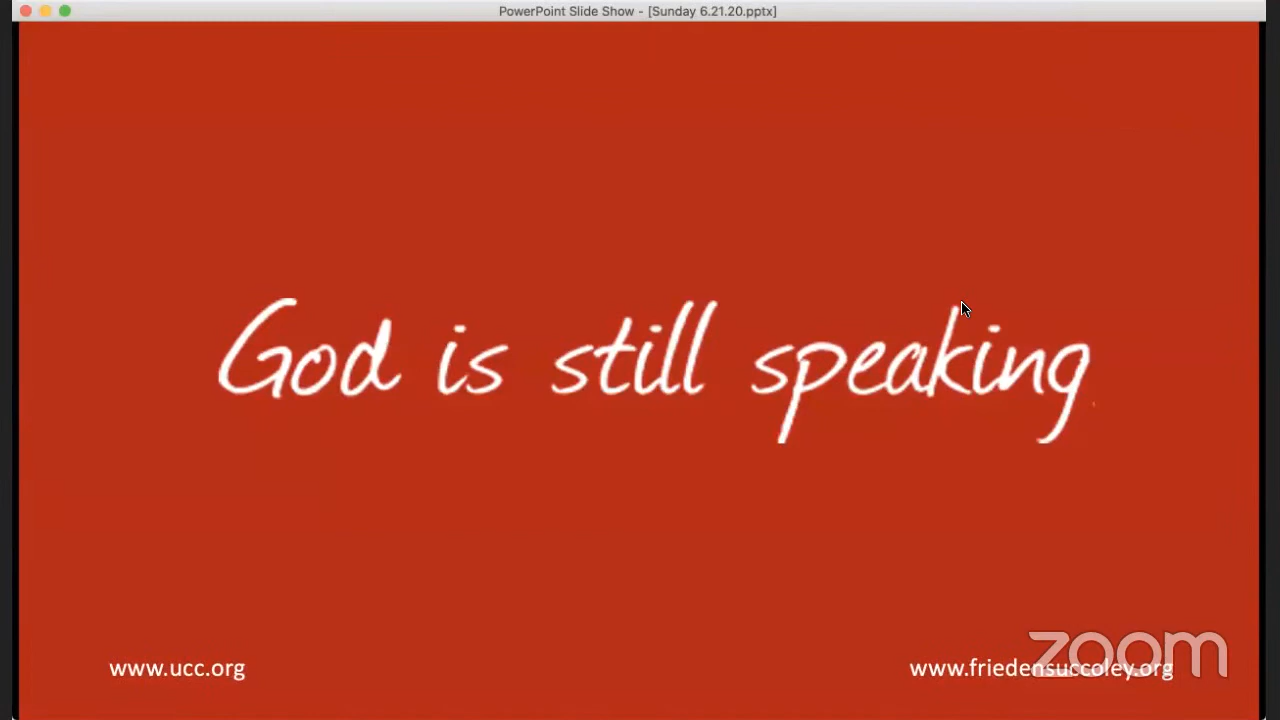 PowerPoint Slide Show - [Sunday 6.21.20.pptx]
God is still speaking
www.ucc.org
www.friedensuccoley.org
zoom